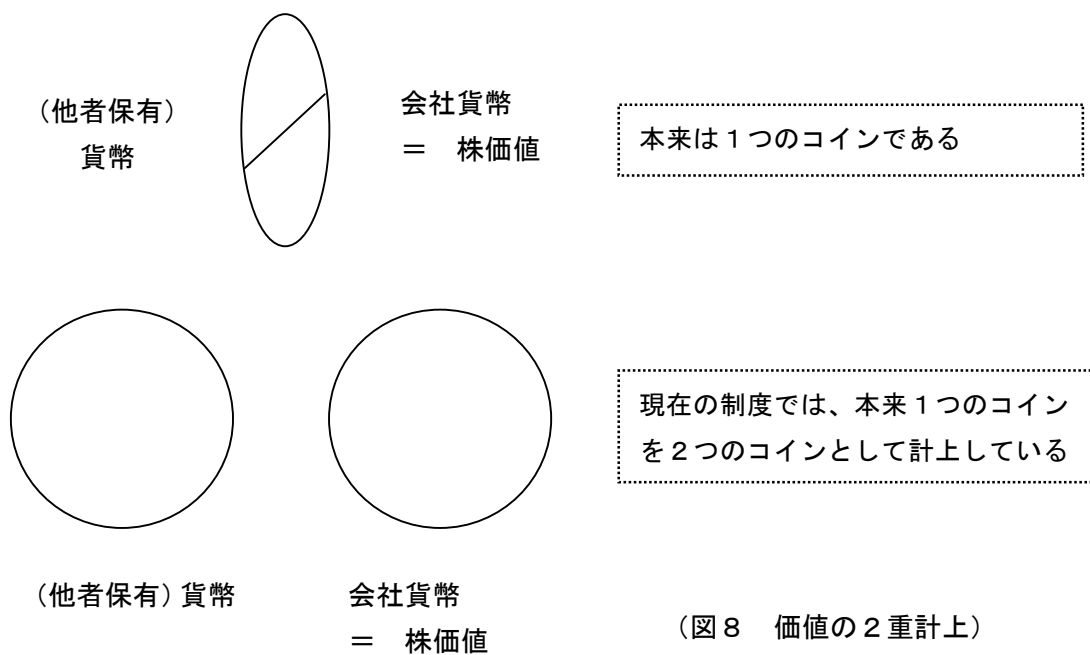 （他者保有）
貨幣
会社貨幣
＝　株価値
本来は１つのコインである
現在の制度では、本来１つのコイン
を２つのコインとして計上している
（他者保有）貨幣
会社貨幣
＝　株価値
（図８　価値の２重計上）